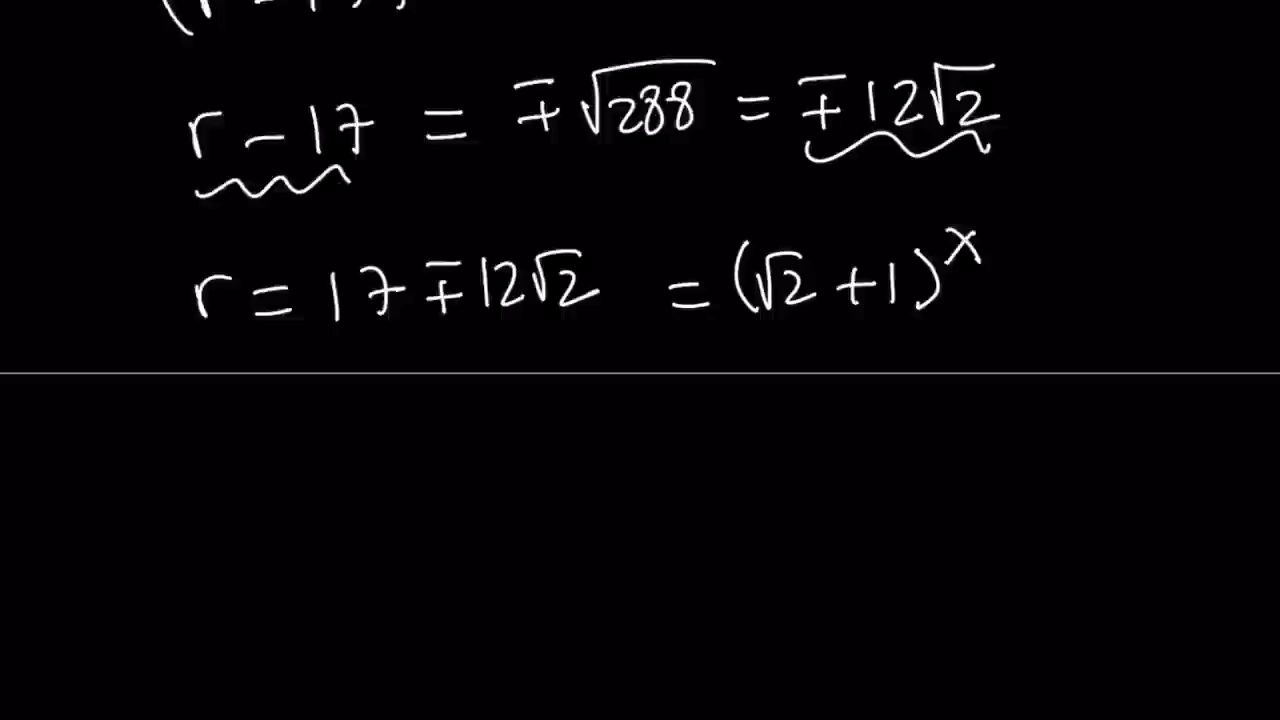 r - 17 = ∓√288 = ∓12√2
r = 17 ∓ 12√2 = (√2 + 1)^x